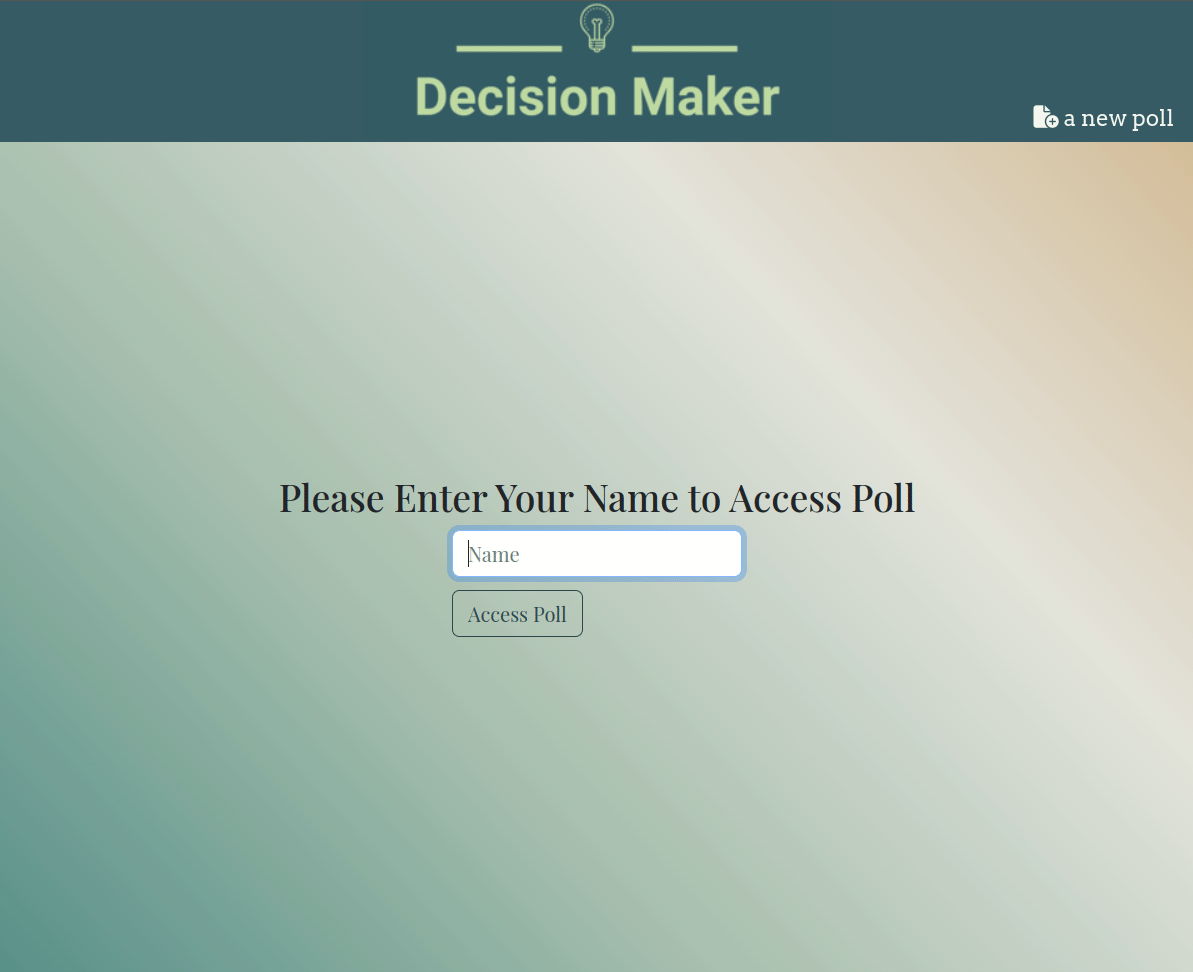 Decision Maker
a new poll
Please Enter Your Name to Access Poll
Name
Access Poll